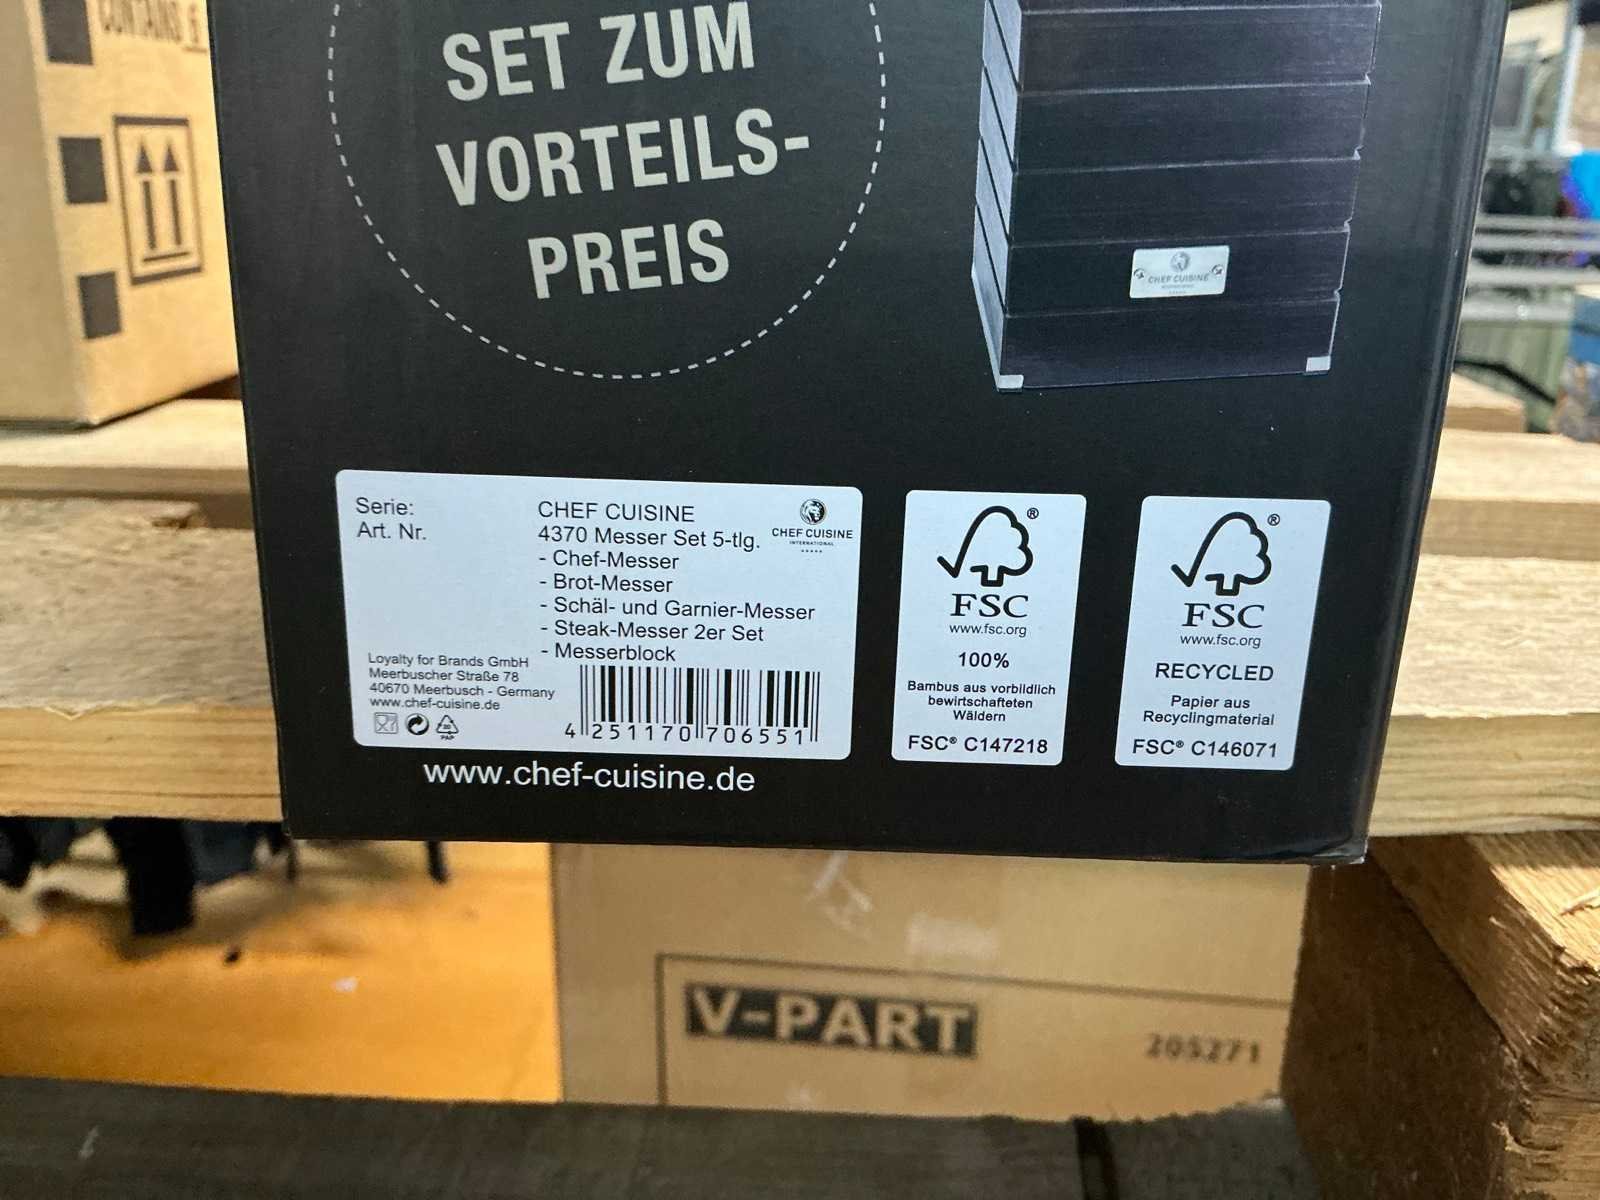 CONTAINS 6
SET ZUM
VORTEILS-
PREIS
CHEF CUISINE
Serie: CHEF CUISINE
Art. Nr. 4370 Messer Set 5-tlg.
- Chef-Messer
- Brot-Messer
- Schäl- und Garnier-Messer
- Steak-Messer 2er Set
- Messerblock
CHEF CUISINE
INTERNATIONAL
Loyalty for Brands GmbH
Meerbuscher Straße 78
40670 Meerbusch - Germany
www.chef-cuisine.de
PAP
4 251170 706551
www.chef-cuisine.de
FSC
www.fsc.org
100%
Bambus aus vorbildlich
bewirtschafteten
Wäldern
FSC® C147218
FSC
www.fsc.org
RECYCLED
Papier aus
Recyclingmaterial
FSC® C146071
V-PART
205271